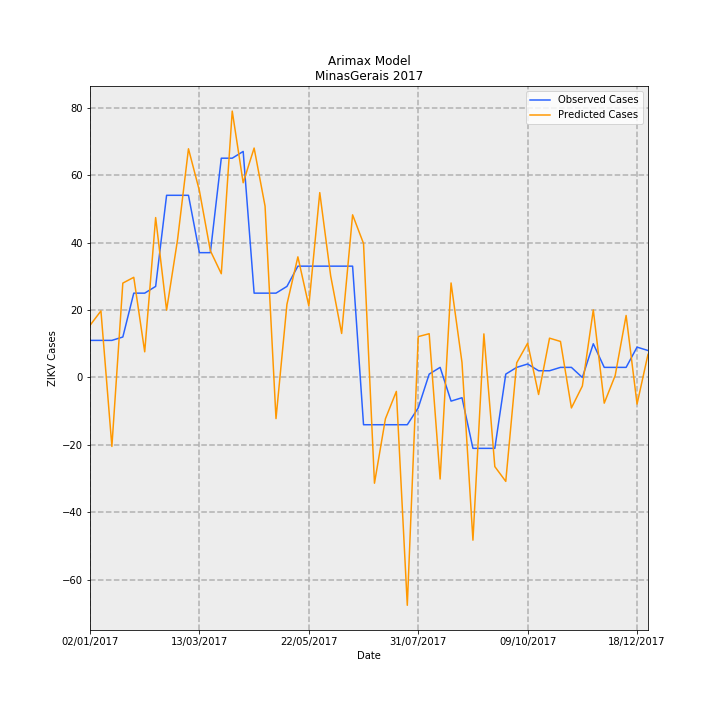 Arimax Model
MinasGerais 2017
Observed Cases
Predicted Cases
80
60
40
20
0
−20
−40
−60
ZIKV Cases
02/01/2017
13/03/2017
22/05/2017
31/07/2017
09/10/2017
18/12/2017
Date